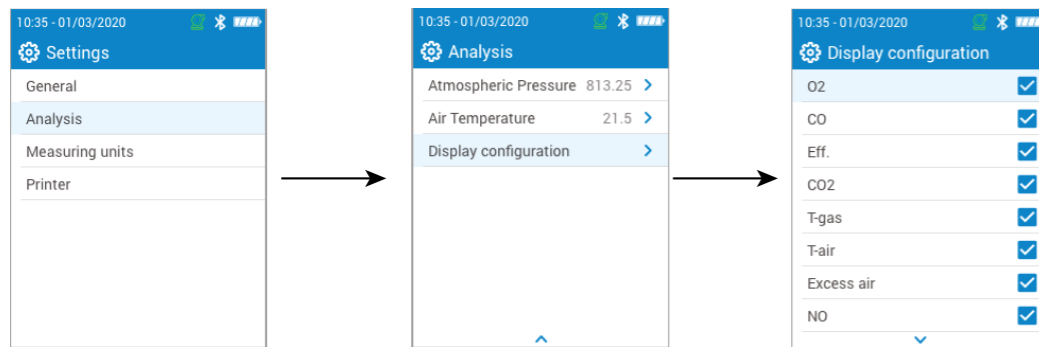 10:35 - 01/03/2020
Settings
General
Analysis
Measuring units
Printer
10:35 - 01/03/2020
Analysis
Atmospheric Pressure 813.25
Air Temperature 21.5
Display configuration
10:35 - 01/03/2020
Display configuration
O2
CO
Eff.
CO2
T-gas
T-air
Excess air
NO